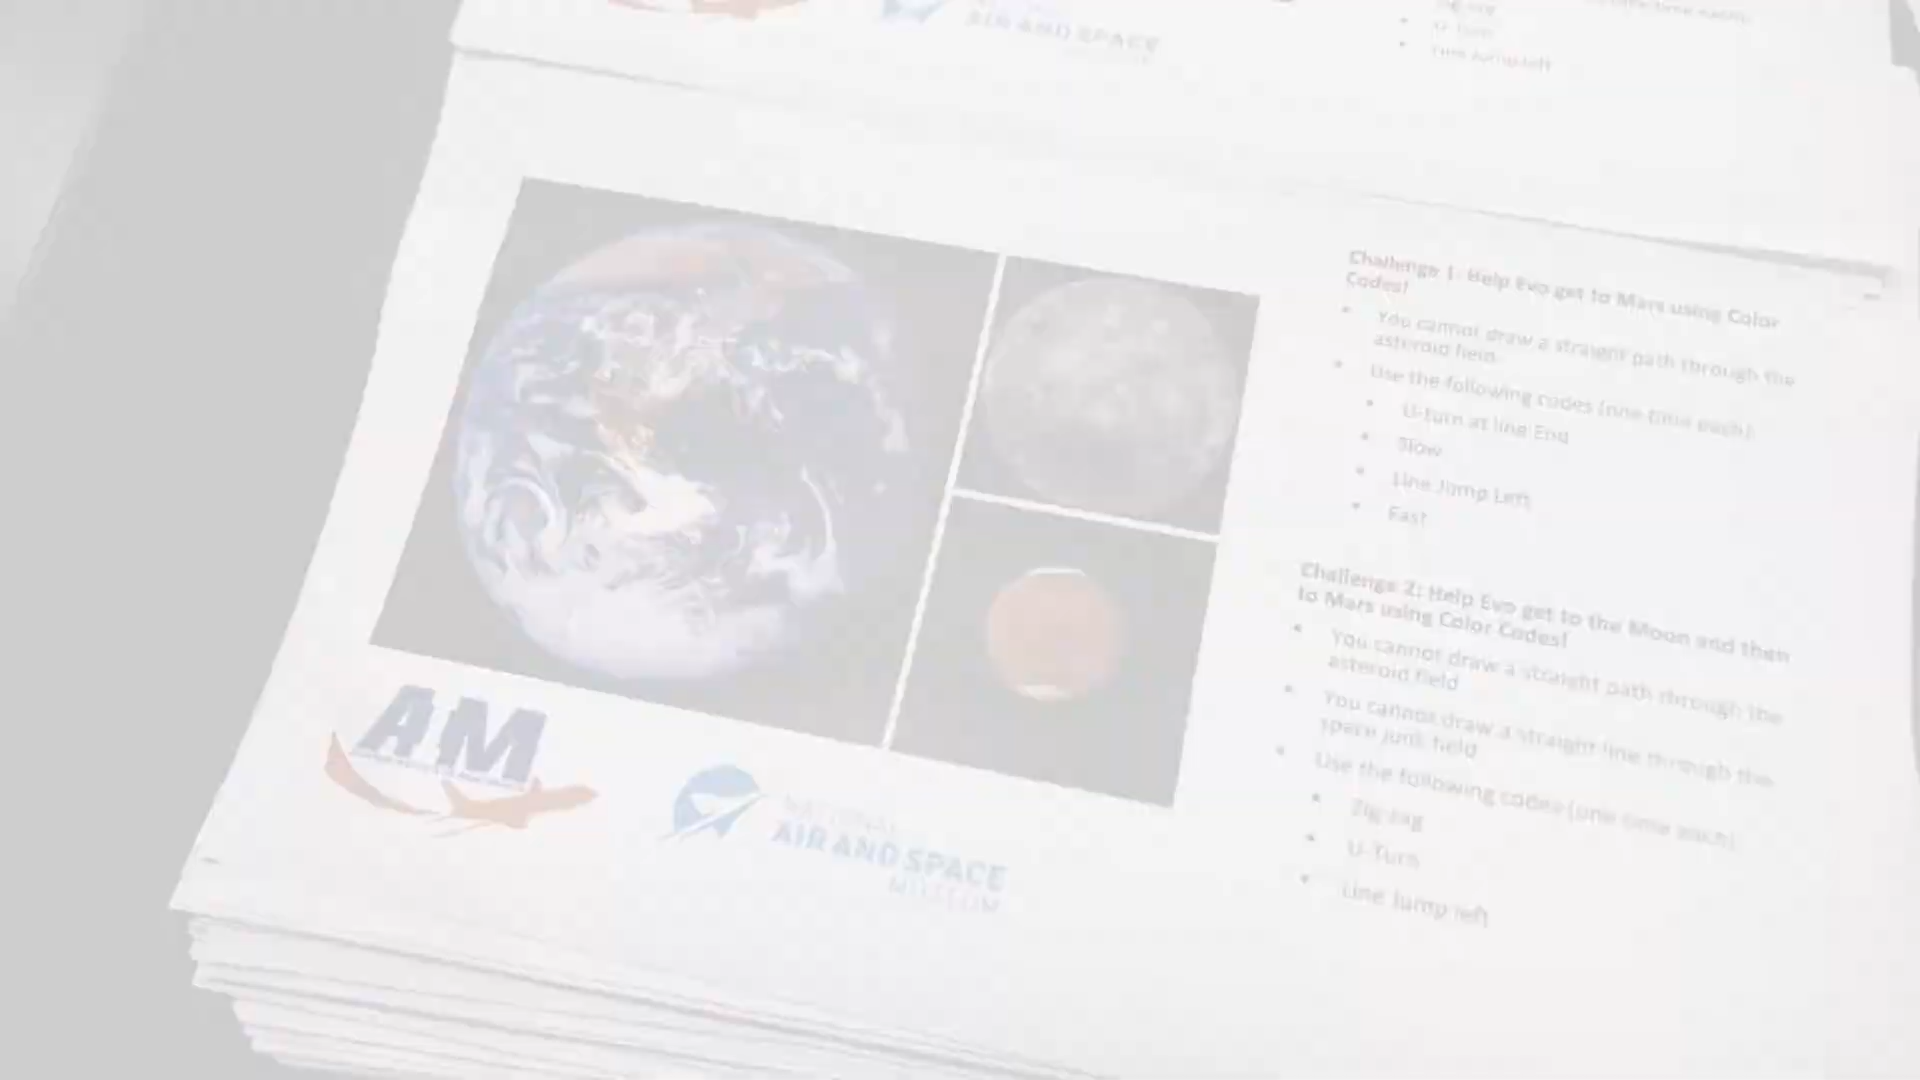 AIR AND SPACE
U-Turn
Line Jump left
Challenge 1: Help Evo get to Mars using Color
Codes!
You cannot draw a straight path through the
asteroid field.
Use the following codes (one time each):
U-turn at line End
Slow
Line Jump Left
Fast
Challenge 2: Help Evo get to the Moon and then
to Mars using Color Codes!
You cannot draw a straight path through the
asteroid field
You cannot draw a straight line through the
space junk field
Use the following codes (one time each):
Zig-zag
U-Turn
Line Jump left
AM
NATIONAL
AIR AND SPACE
MUSEUM